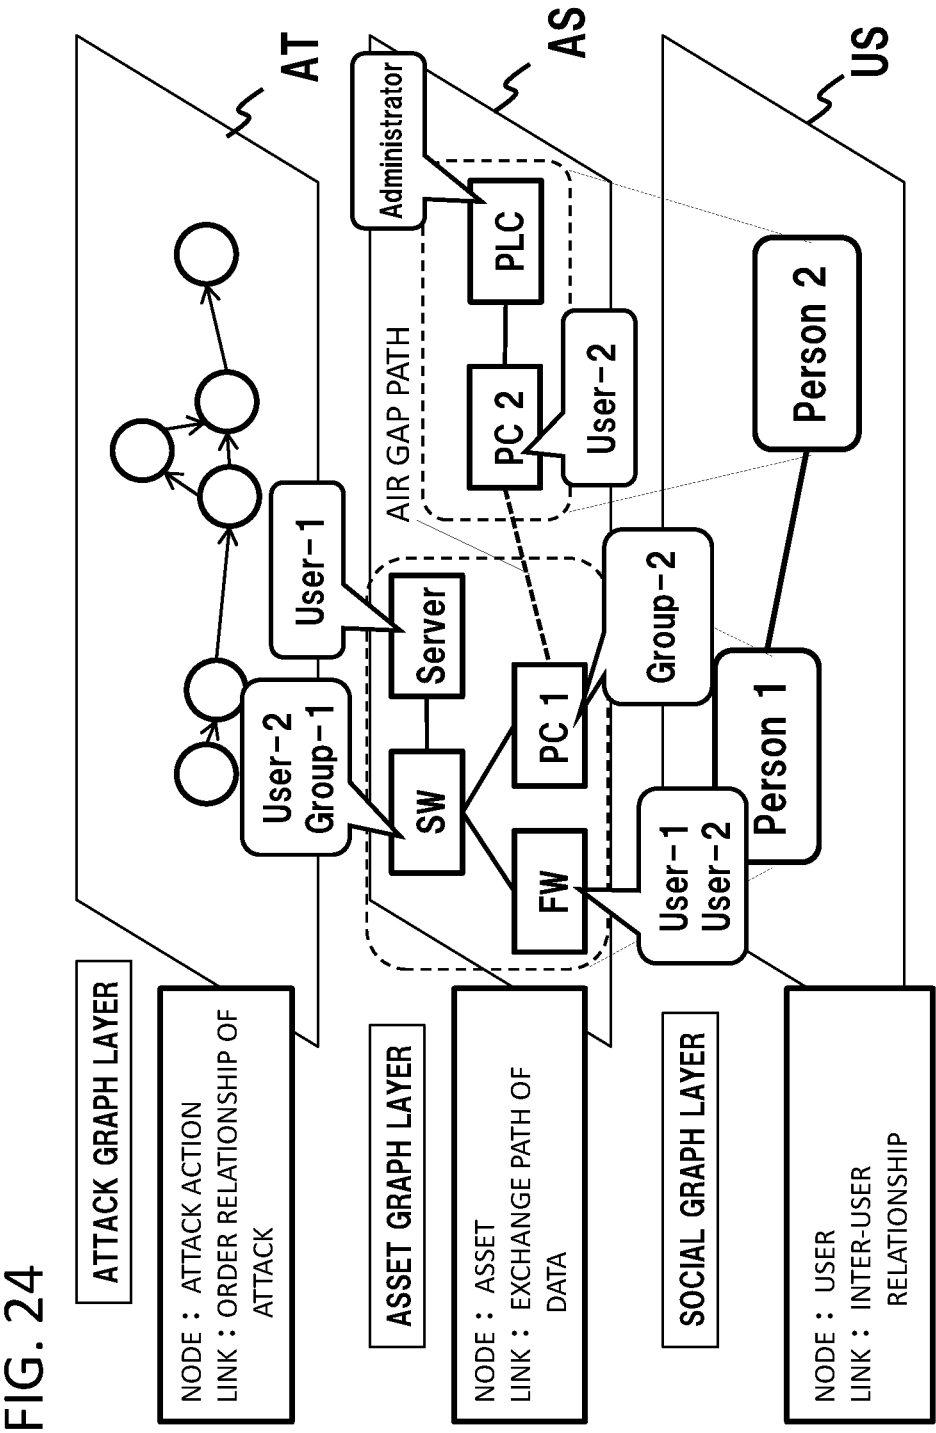 FIG. 24
ATTACK GRAPH LAYER
NODE : ATTACK ACTION
LINK : ORDER RELATIONSHIP OF
ATTACK
AT
ASSET GRAPH LAYER
NODE : ASSET
LINK : EXCHANGE PATH OF
DATA
User-2
Group-1
User-1
AIR GAP PATH
Administrator
AS
SW
Server
FW
PC 1
PC 2
PLC
User-1
User-2
Group-2
User-2
SOCIAL GRAPH LAYER
NODE : USER
LINK : INTER-USER
RELATIONSHIP
Person 1
Person 2
US